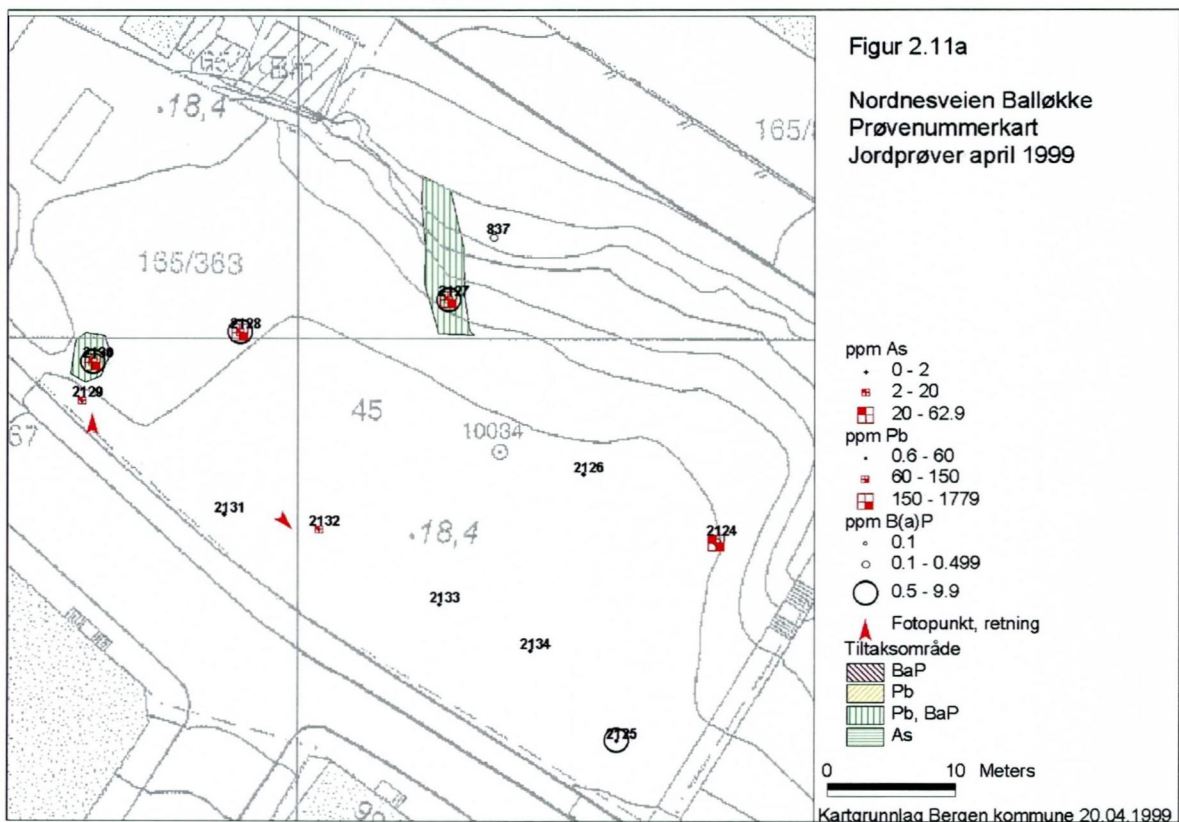 Figur 2.11a
Nordnesveien Balløkke
Prøvenummerkart
Jordprøver april 1999
.18,4
165/
837
165/363
2127
2128
2130
2129
67
45
10034
2126
2131
2132
.18,4
2124
2133
2134
2125
ppm As
0 - 2
2 - 20
20 - 62.9
ppm Pb
0.6 - 60
60 - 150
150 - 1779
ppm B(a)P
0.1
0.1 - 0.499
0.5 - 9.9
Fotopunkt, retning
Tiltaksområde
BaP
Pb
Pb, BaP
As
0 10 Meters
Kartgrunnlag Bergen kommune 20.04.1999